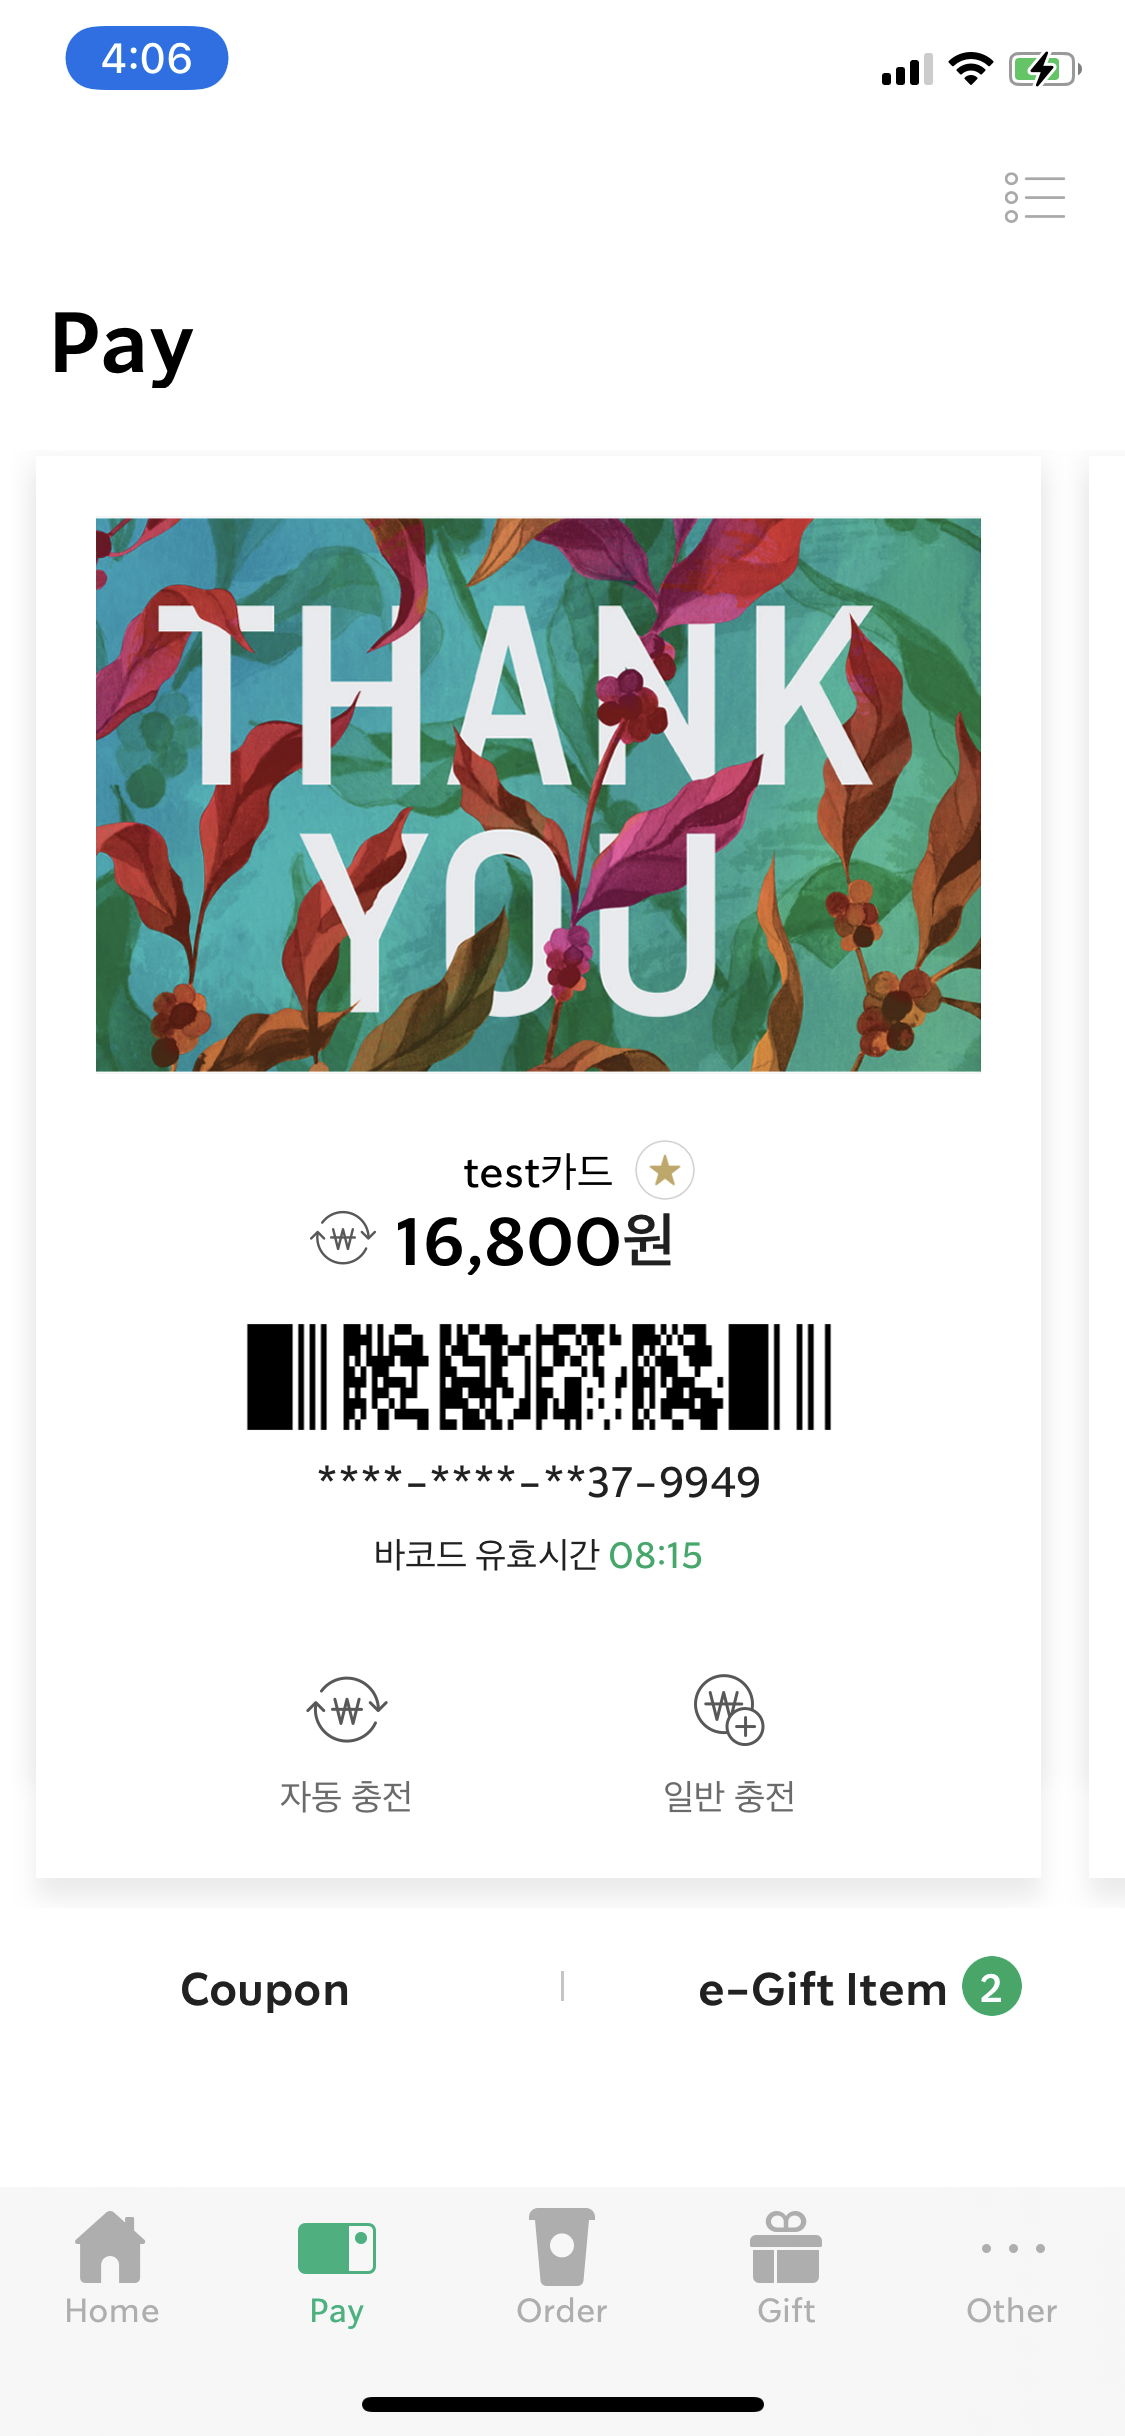 4:06
Pay
THANK
YOU
test카드
16,800원
****-****-**37-9949
바코드 유효시간 08:15
자동 충전
일반 충전
Coupon
e-Gift Item 2
Home
Pay
Order
Gift
Other